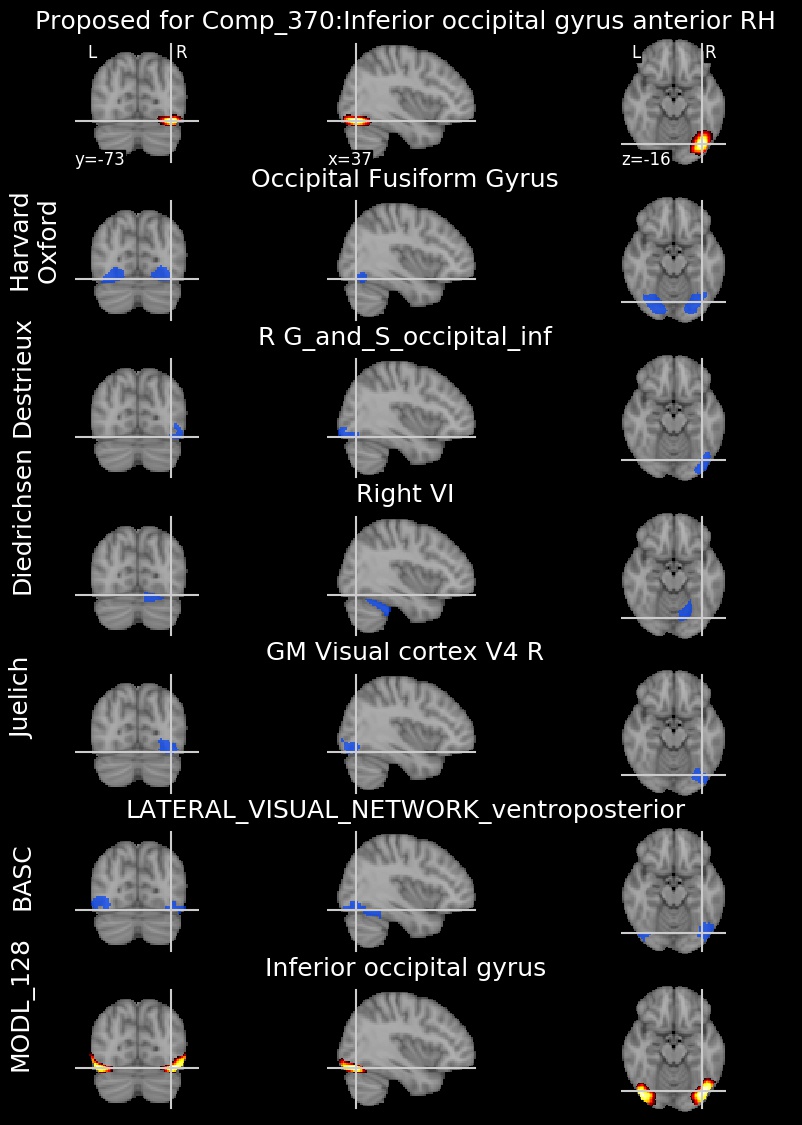 Proposed for Comp_370:Inferior occipital gyrus anterior RH
L R L R
y=-73 x=37 z=-16
Occipital Fusiform Gyrus
Harvard
Oxford
R G_and_S_occipital_inf
Destrieux
Right VI
Diedrichsen
GM Visual cortex V4 R
Juelich
LATERAL_VISUAL_NETWORK_ventroposterior
BASC
Inferior occipital gyrus
MODL_128